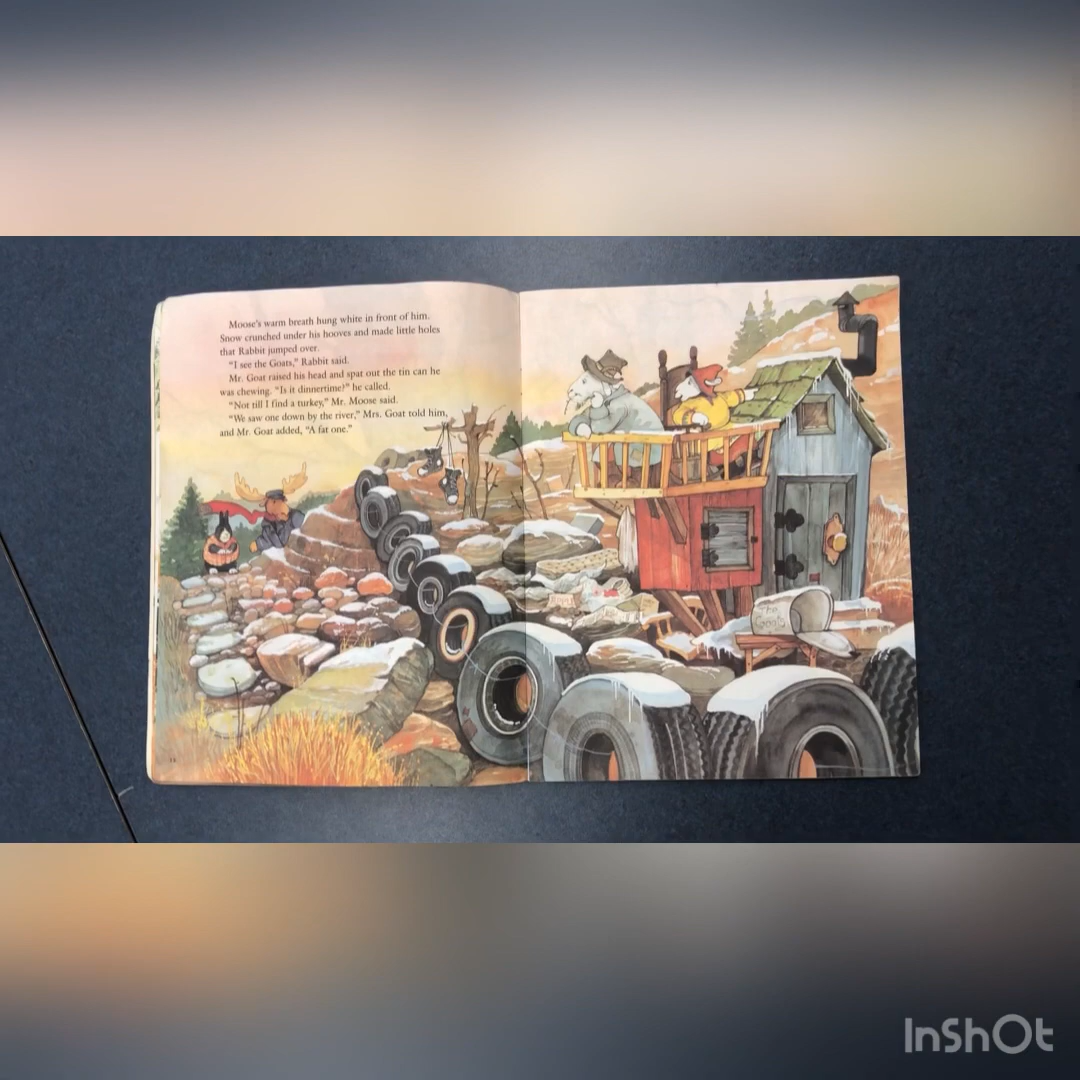 Moose's warm breath hung white in front of him.
Snow crunched under his hooves and made little holes
that Rabbit jumped over.
"I see the Goats," Rabbit said.
Mr. Goat raised his head and spat out the tin can he
was chewing. "Is it dinnertime?" he called.
"Not till I find a turkey," Mr. Moose said.
"We saw one down by the river," Mrs. Goat told him,
and Mr. Goat added, "A fat one."
The
Goats
InShOt